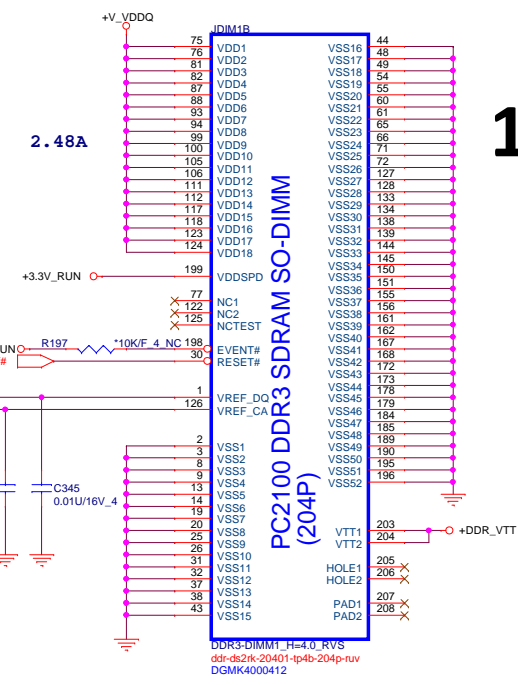 +V_VDDQ
JDIM1B
75 VDD1 VSS16 44
76 VDD2 VSS17 48
81 VDD3 VSS18 49
82 VDD4 VSS19 54
87 VDD5 VSS20 55
88 VDD6 VSS21 60
93 VDD7 VSS22 61
94 VDD8 VSS23 65
2.48A
99 VDD9 VSS24 66
100 VDD10 VSS25 71
105 VDD11 VSS26 72
106 VDD12 VSS27 127
111 VDD13 VSS28 128
112 VDD14 VSS29 133
117 VDD15 VSS30 134
118 VDD16 VSS31 138
123 VDD17 VSS32 139
124 VDD18 VSS33 144
VSS34 145
+3.3V_RUN 199 VDDSPD VSS35 150
VSS36 151
77 NC1 VSS37 155
122 NC2 VSS38 156
125 NCTEST VSS39 161
VSS40 162
UN R197 *10K/F_4_NC 198 EVENT# VSS41 167
# 30 RESET# VSS42 168
VSS43 172
VSS44 173
1 VREF_DQ VSS45 178
126 VREF_CA VSS46 179
VSS47 184
VSS48 185
2 VSS1 VSS49 189
3 VSS2 VSS50 190
8 VSS3 VSS51 195
9 VSS4 VSS52 196
13 VSS5
14 VSS6
19 VSS7
20 VSS8 VTT1 203
25 VSS9 VTT2 204
+DDR_VTT
26 VSS10
31 VSS11 HOLE1 205
32 VSS12 HOLE2 206
37 VSS13
38 VSS14 PAD1 207
43 VSS15 PAD2 208
C345
0.01U/16V_4
PC2100 DDR3 SDRAM SO-DIMM
(204P)
DDR3-DIMM1_H=4.0_RVS
ddr-ds2rk-20401-tp4b-204p-ruv
DGMK4000412
1